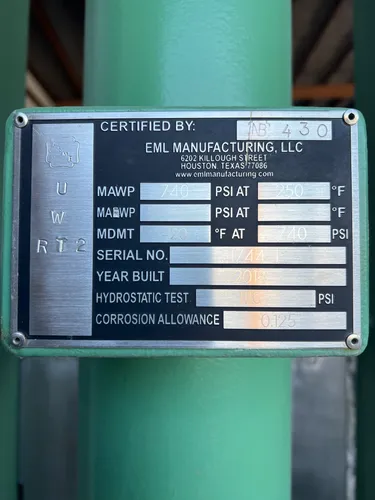 CERTIFIED BY: NB 430
EML MANUFACTURING, LLC
6202 KILLOUGH STREET
HOUSTON, TEXAS 77086
www.emlmanufacturing.com
U
W
RT2
MAWP 740 PSI AT 250 °F
PSI AT °F
MDMT °F AT 740 PSI
SERIAL NO.
YEAR BUILT
HYDROSTATIC TEST PSI
CORROSION ALLOWANCE 0.125